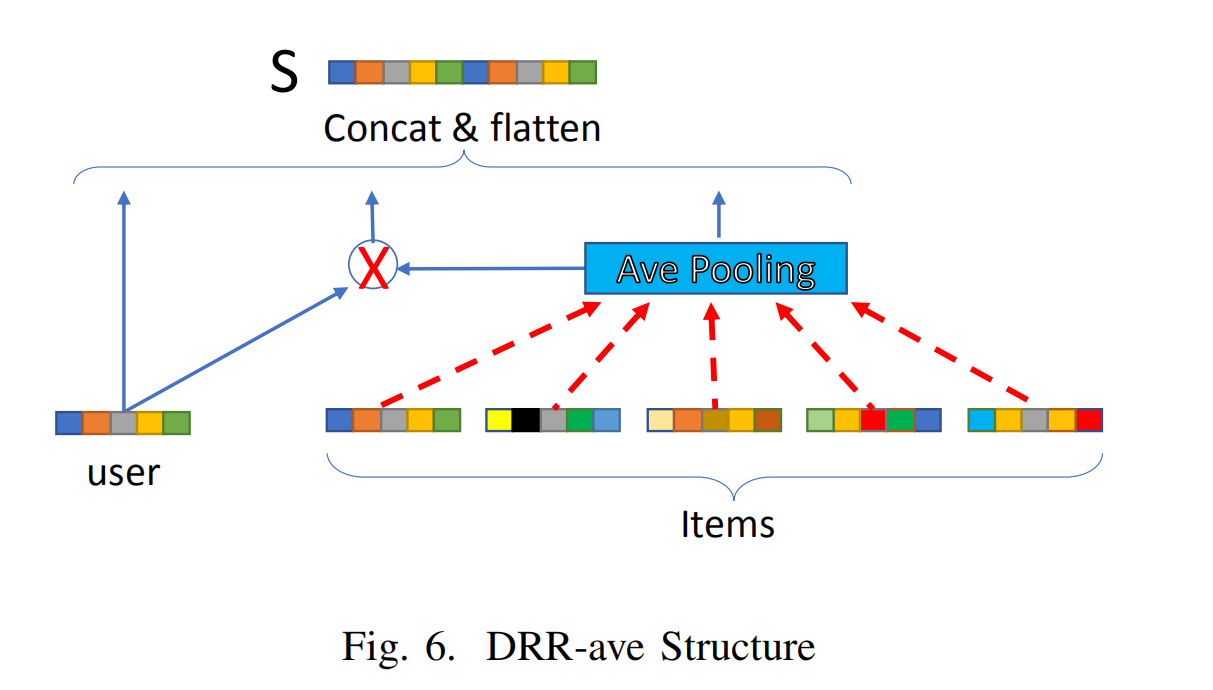 S
Concat & flatten
X
Ave Pooling
user
Items
Fig. 6. DRR-ave Structure